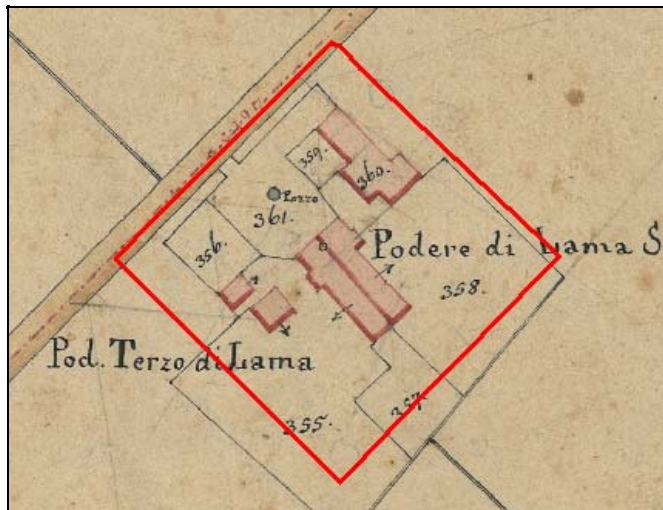 359.
360.
Pozzo
361.
356.
Podere di Lama S
358.
Pod. Terzo di Lama
357.
355.